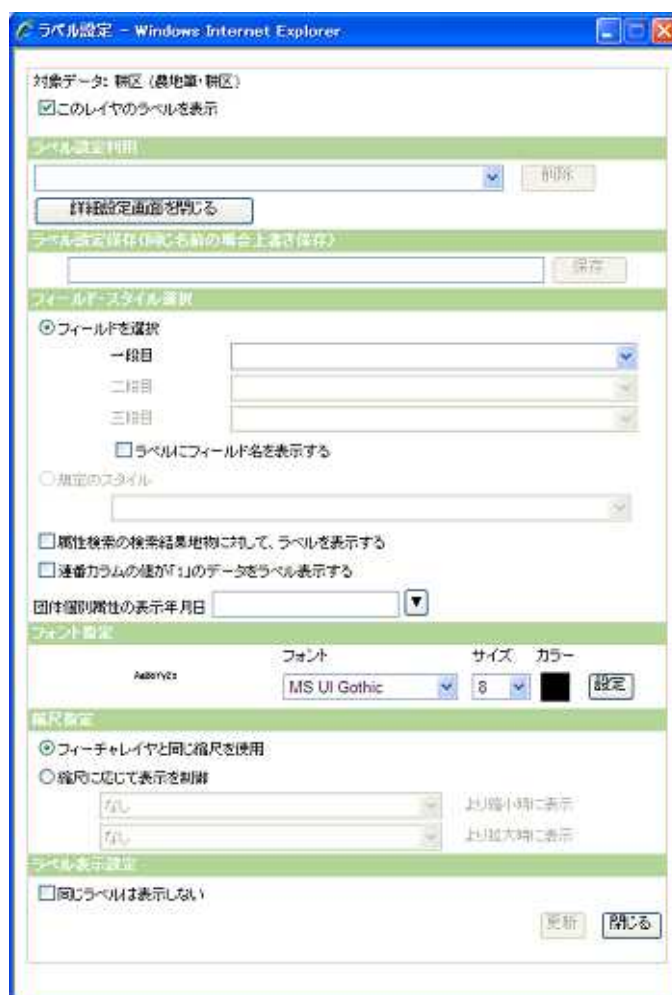 ラベル設定 - Windows Internet Explorer
対象データ: 耕区 (農地筆・耕区)
このレイヤのラベルを表示
ラベル設定利用
削除
詳細設定画面を閉じる
ラベル設定保存(同じ名前の場合上書き保存)
保存
フィールド・スタイル選択
フィールドを選択
一段目
二段目
三段目
ラベルにフィールド名を表示する
規定のスタイル
属性検索の検索結果地物に対して、ラベルを表示する
連番カラムの値が「1」のデータをラベル表示する
団体個別属性の表示年月日
▼
フォント指定
フォント サイズ カラー
AaBbYyZz MS UI Gothic 8 設定
縮尺指定
フィーチャレイヤと同じ縮尺を使用
縮尺に応じて表示を制御
なし より縮小時に表示
なし より拡大時に表示
ラベル表示設定
同じラベルは表示しない
更新 閉じる